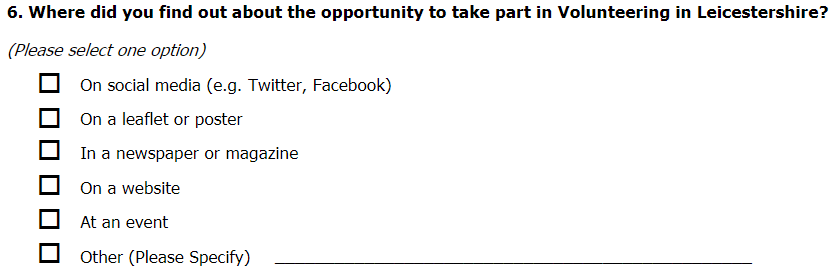 6. Where did you find out about the opportunity to take part in Volunteering in Leicestershire?
(Please select one option)
On social media (e.g. Twitter, Facebook)
On a leaflet or poster
In a newspaper or magazine
On a website
At an event
Other (Please Specify)